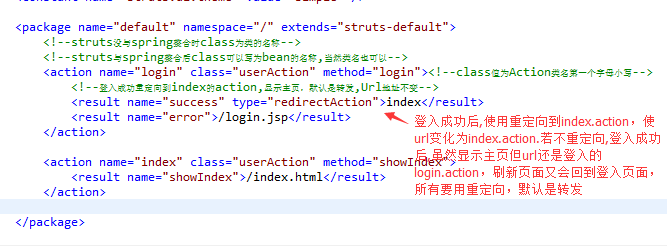 <package name="default" namespace="/" extends="struts-default">
<!--struts没与spring整合时class为类的名称-->
<!--struts与spring整合后class可以写为bean的名称,当然类名也可以-->
<action name="login" class="userAction" method="login"><!--class值为Action类名第一个字母小写-->
<!--登入成功重定向到index的action,显示主页. 默认是转发,Url地址不变-->
<result name="success" type="redirectAction">index</result>
<result name="error">/login.jsp</result>
</action>
<action name="index" class="userAction" method="showIndex">
<result name="showIndex">/index.html</result>
</action>
</package>
登入成功后,使用重定向到index.action，使
url变化为index.action.若不重定向,登入成功
后,虽然显示主页但url还是登入的
login.action，刷新页面又会回到登入页面，
所有要用重定向，默认是转发